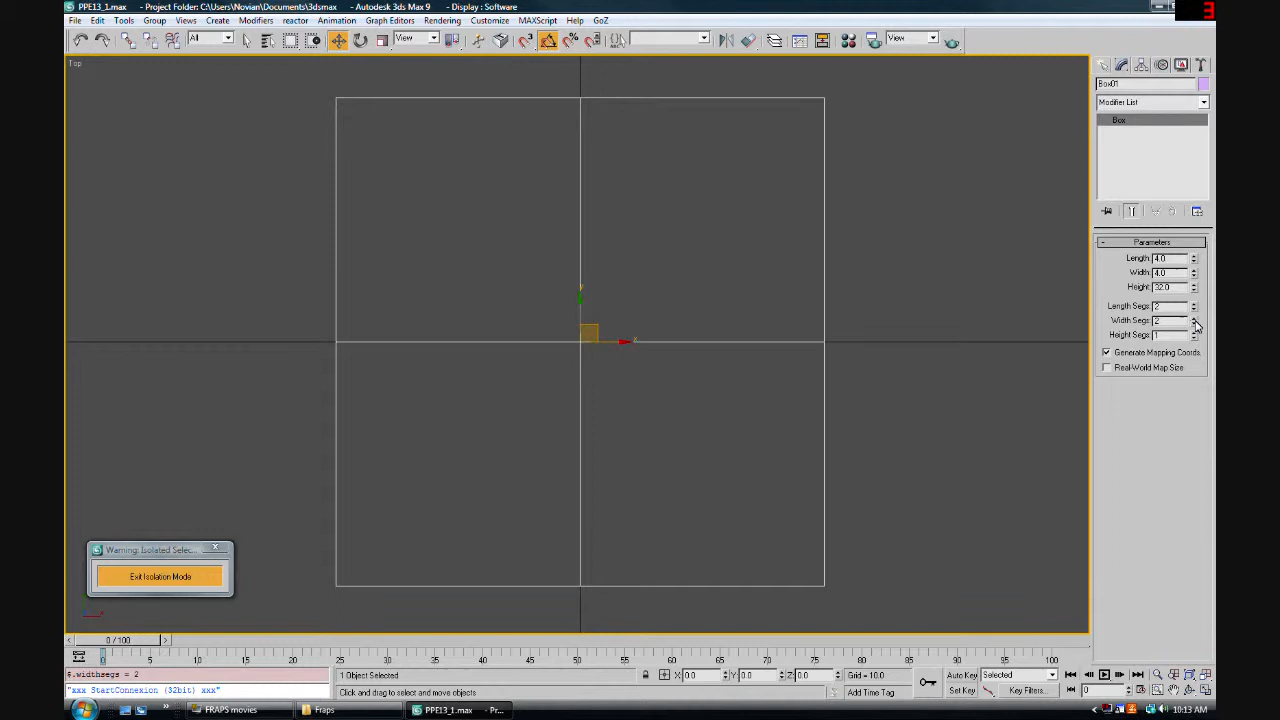 PPE13_1.max - Project Folder: C:\Users\Novian\Documents\3dsmax - Autodesk 3ds Max 9 - Display : Software
3
File Edit Tools Group Views Create Modifiers reactor Animation Graph Editors Rendering Customize MAXScript Help GoZ
All View View
Top
Box01
Modifier List
Box
Parameters
Length: 4.0
Width: 4.0
Height: 32.0
Length Segs: 2
Width Segs: 2
Height Segs: 1
Generate Mapping Coords.
Real-World Map Size
Warning: Isolated Selec...
Exit Isolation Mode
0 / 100
0 5 10 15 20 25 30 35 40 45 50 55 60 65 70 75 80 85 90 95 100
$.widthsegs = 2
"xxx StartConnexion (32bit) xxx"
1 Object Selected
X: 0.0 Y: 0.0 Z: 0.0
Grid = 10.0
Click and drag to select and move objects
Add Time Tag
Auto Key Selected
Set Key Key Filters...
0
FRAPS movies
Fraps
PPE13_1.max - Pr...
10:13 AM